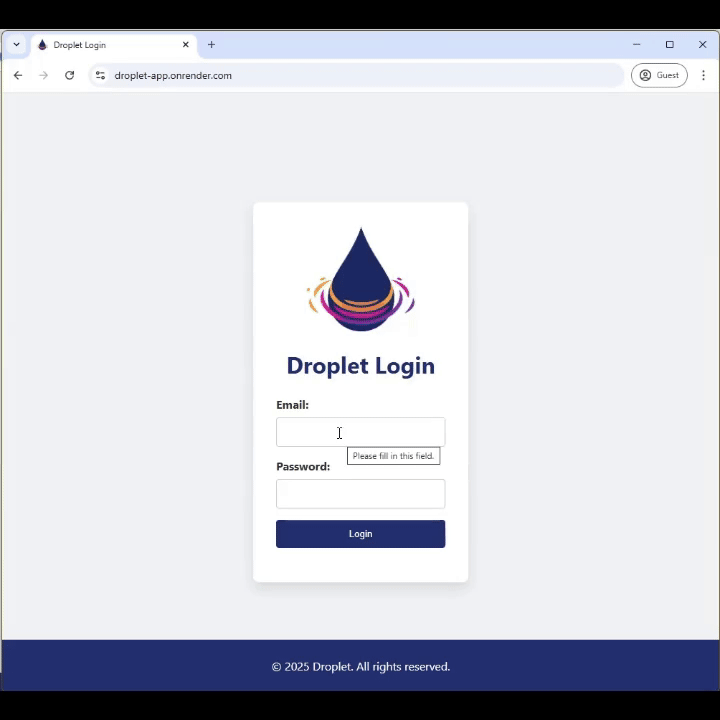 Droplet Login
droplet-app.onrender.com
Guest
Droplet Login
Email:
Please fill in this field.
Password:
Login
© 2025 Droplet. All rights reserved.